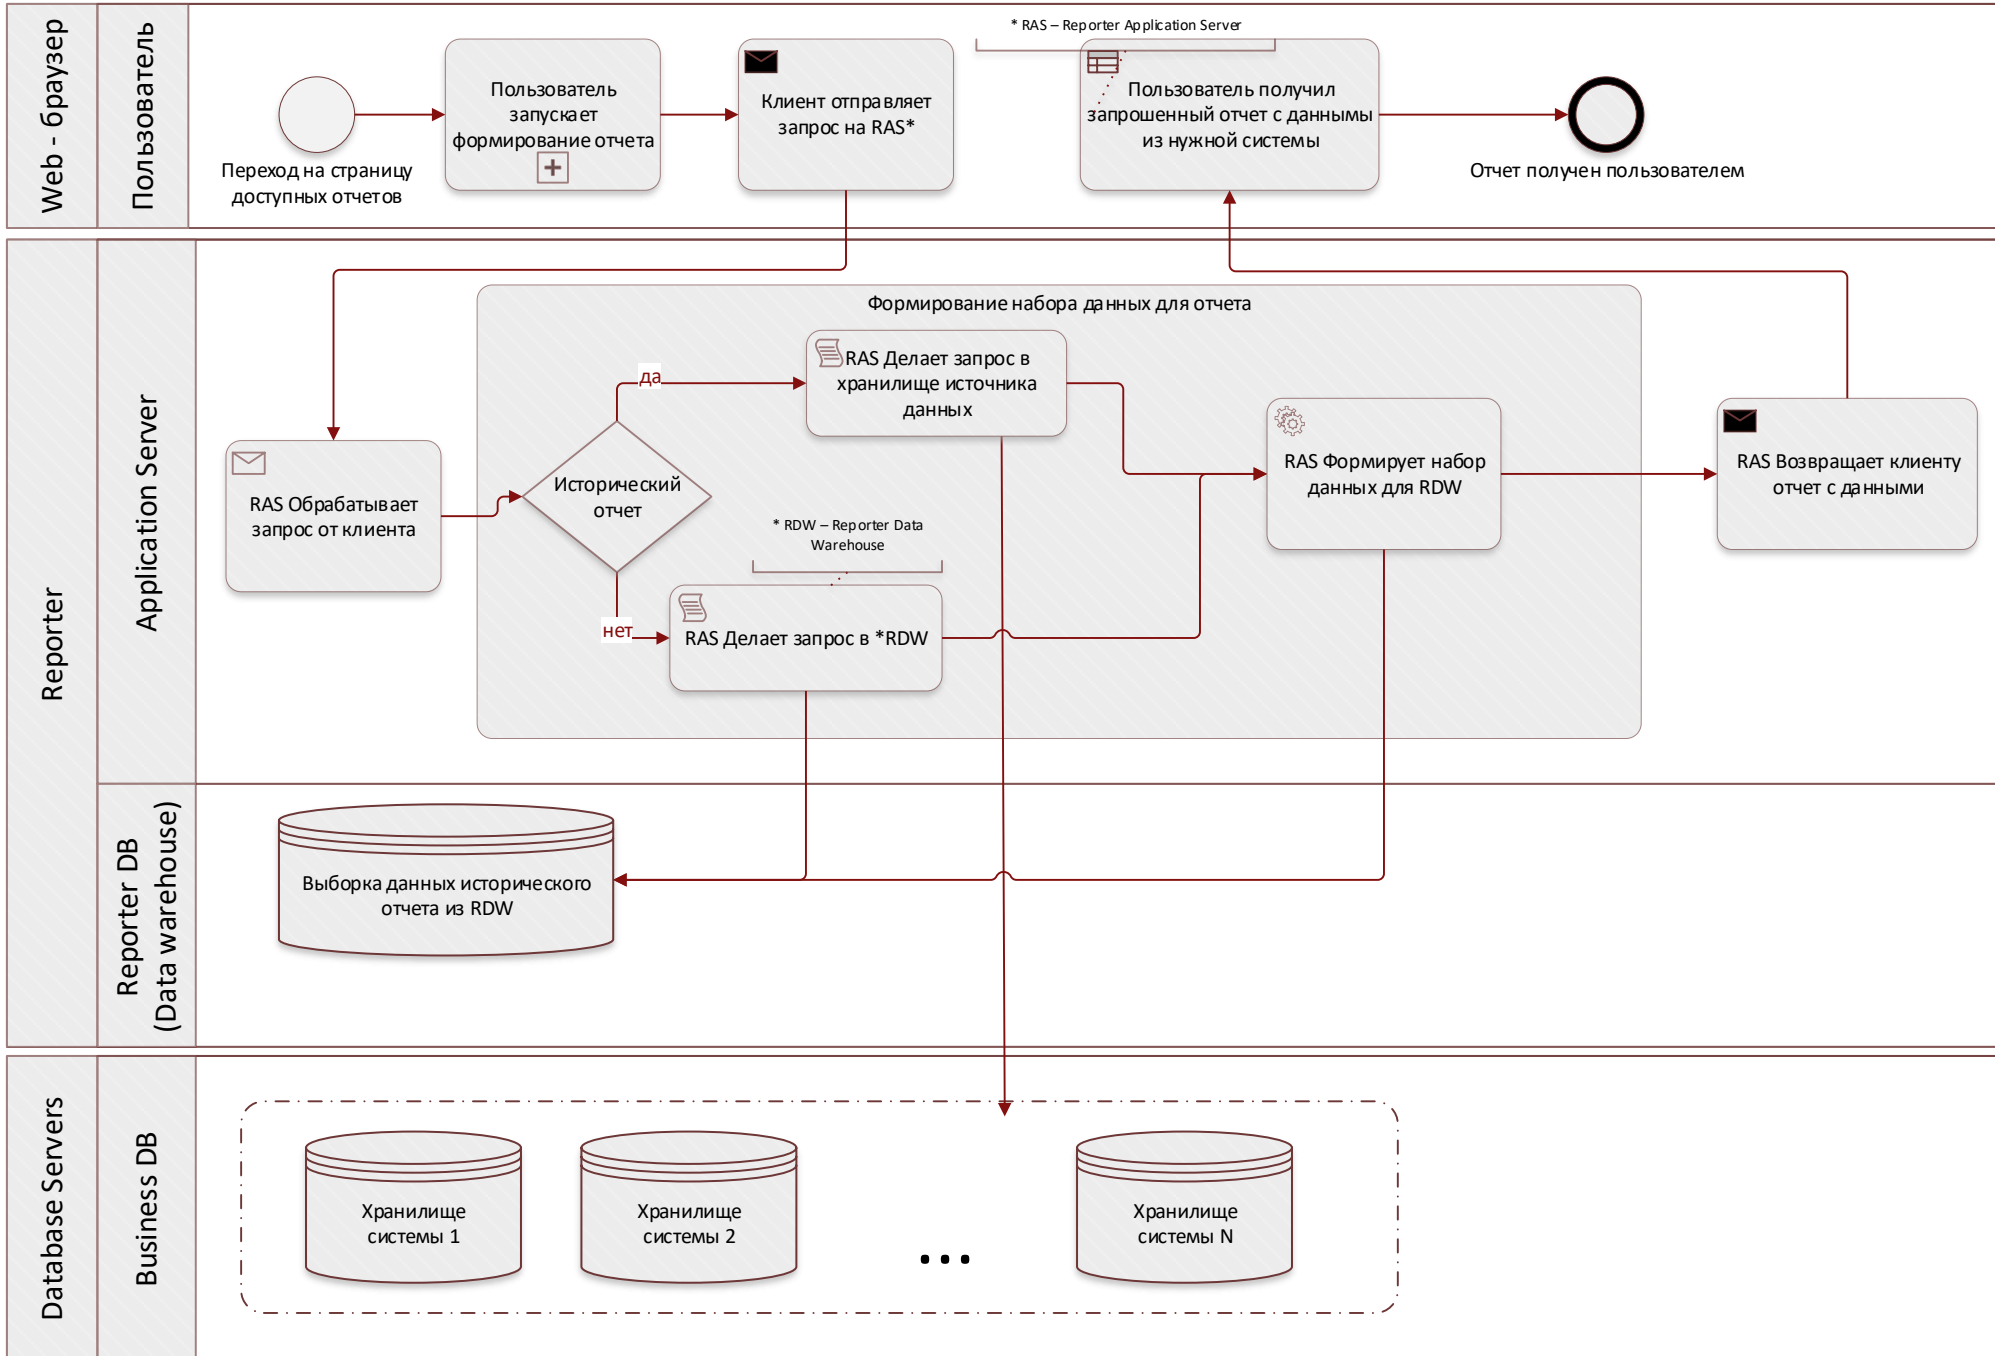 Web - браузер
Пользователь
Переход на страницу
доступных отчетов
Пользователь
запускает
формирование отчета
Клиент отправляет
запрос на RAS*
* RAS – Reporter Application Server
Пользователь получил
запрошенный отчет с данными
из нужной системы
Отчет получен пользователем
Reporter
Application Server
RAS Обрабатывает
запрос от клиента
Формирование набора данных для отчета
Исторический
отчет
да
нет
RAS Делает запрос в
хранилище источника
данных
* RDW – Reporter Data
Warehouse
RAS Делает запрос в *RDW
RAS Формирует набор
данных для RDW
RAS Возвращает клиенту
отчет с данными
Reporter DB
(Data warehouse)
Выборка данных исторического
отчета из RDW
Database Servers
Business DB
Хранилище
системы 1
Хранилище
системы 2
...
Хранилище
системы N